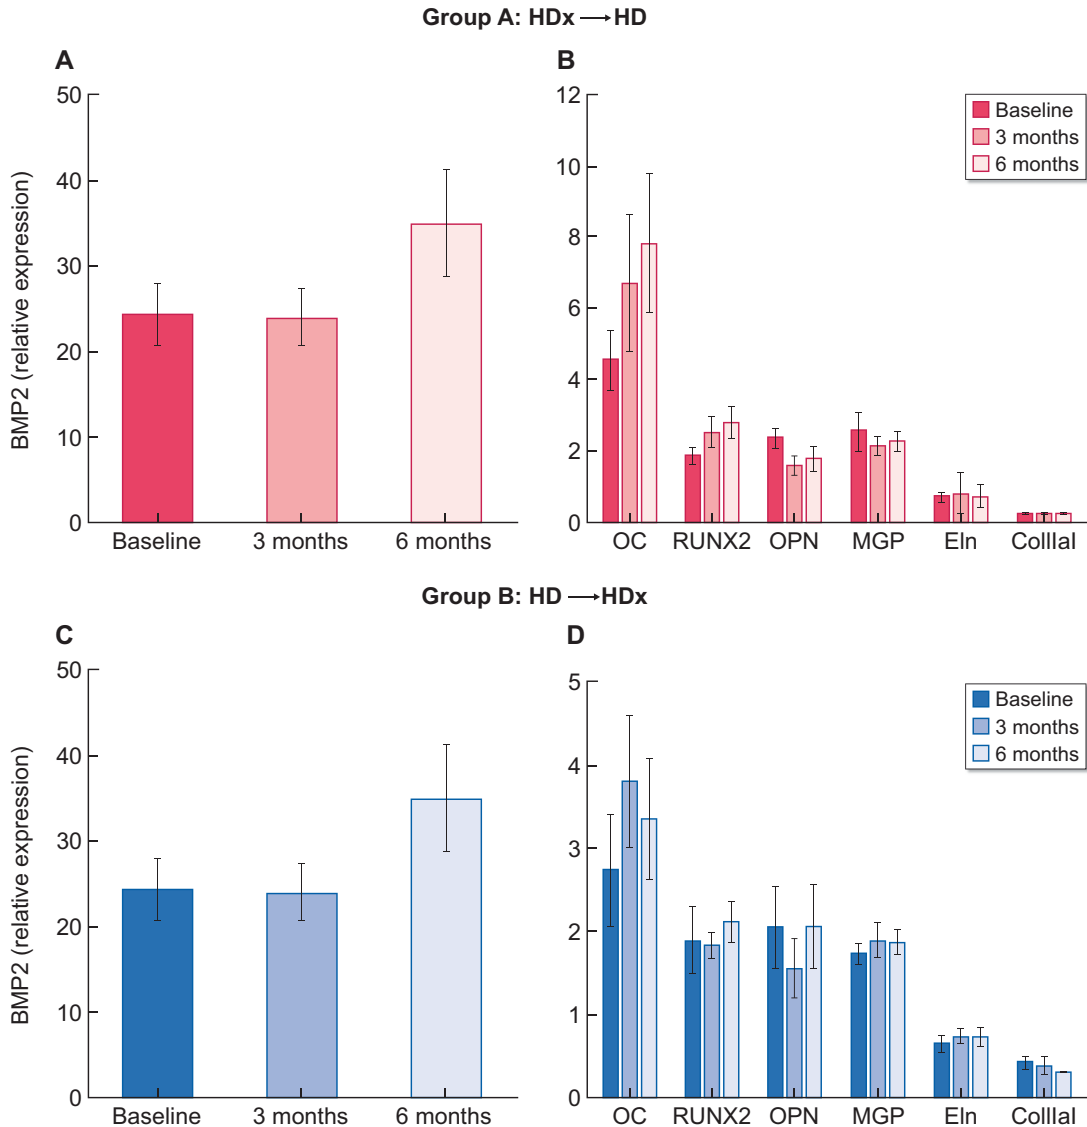 Group A: HDx → HD
A
BMP2 (relative expression)
50
40
30
20
10
0
Baseline 3 months 6 months
B
12
10
8
6
4
2
0
OC RUNX2 OPN MGP Eln CollIaI
Baseline
3 months
6 months
Group B: HD → HDx
C
BMP2 (relative expression)
50
40
30
20
10
0
Baseline 3 months 6 months
D
5
4
3
2
1
0
OC RUNX2 OPN MGP Eln CollIaI
Baseline
3 months
6 months